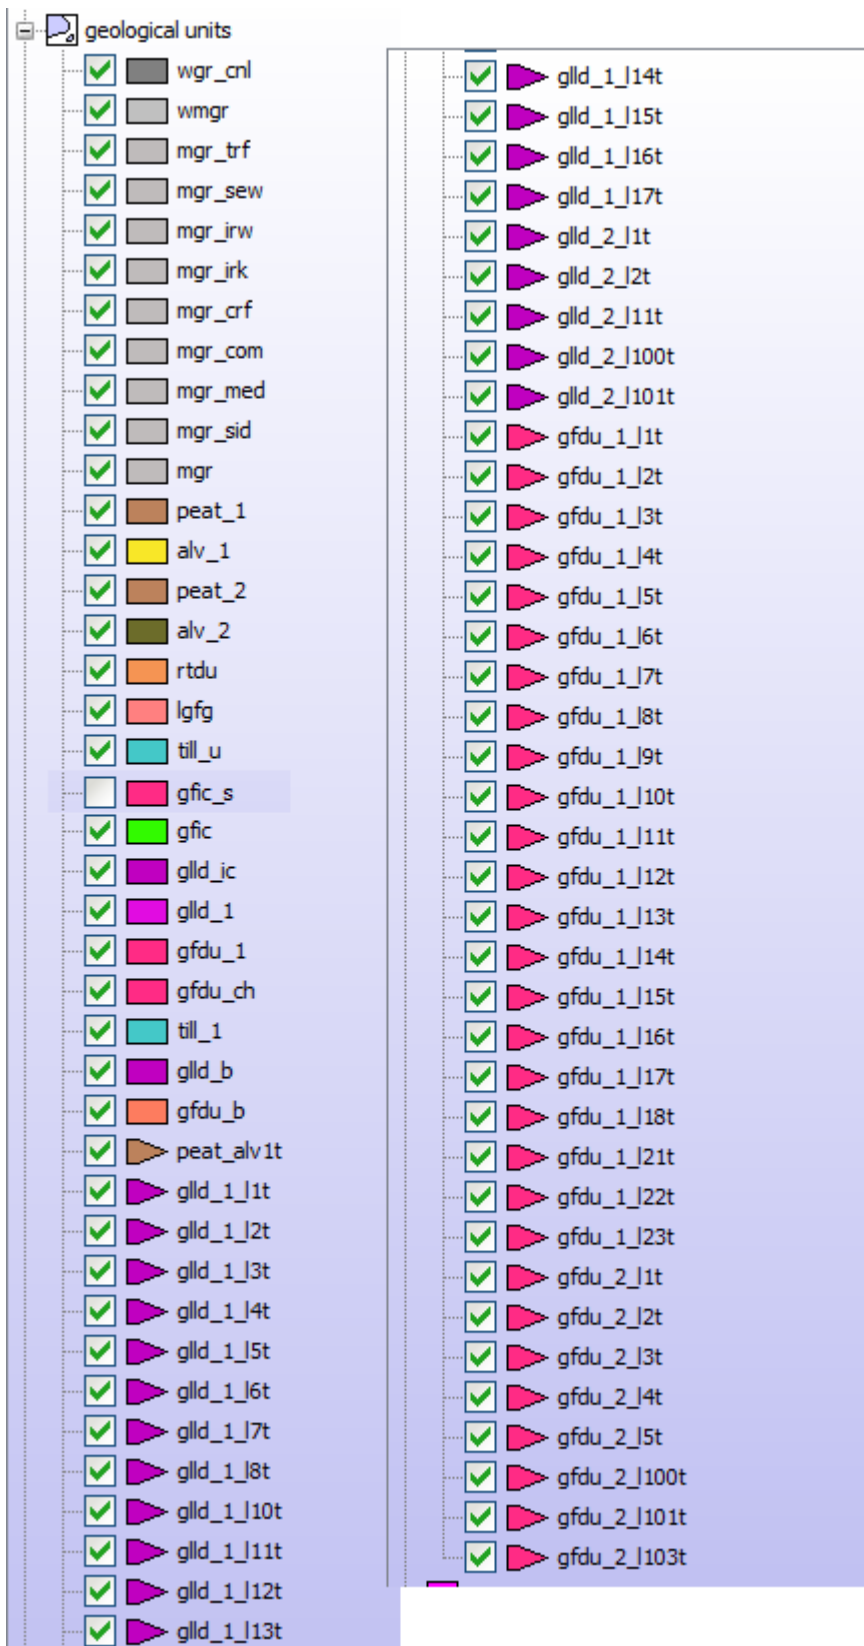 geological units
wgr_cnl
wmgr
mgr_trf
mgr_sew
mgr_irw
mgr_irk
mgr_crf
mgr_com
mgr_med
mgr_sid
mgr
peat_1
alv_1
peat_2
alv_2
rtdu
lgfg
till_u
gfic_s
gfic
glld_ic
glld_1
gfdu_1
gfdu_ch
till_1
glld_b
gfdu_b
peat_alv1t
glld_1_l1t
glld_1_l2t
glld_1_l3t
glld_1_l4t
glld_1_l5t
glld_1_l6t
glld_1_l7t
glld_1_l8t
glld_1_l10t
glld_1_l11t
glld_1_l12t
glld_1_l13t
glld_1_l14t
glld_1_l15t
glld_1_l16t
glld_1_l17t
glld_2_l1t
glld_2_l2t
glld_2_l11t
glld_2_l100t
glld_2_l101t
gfdu_1_l1t
gfdu_1_l2t
gfdu_1_l3t
gfdu_1_l4t
gfdu_1_l5t
gfdu_1_l6t
gfdu_1_l7t
gfdu_1_l8t
gfdu_1_l9t
gfdu_1_l10t
gfdu_1_l11t
gfdu_1_l12t
gfdu_1_l13t
gfdu_1_l14t
gfdu_1_l15t
gfdu_1_l16t
gfdu_1_l17t
gfdu_1_l18t
gfdu_1_l21t
gfdu_1_l22t
gfdu_1_l23t
gfdu_2_l1t
gfdu_2_l2t
gfdu_2_l3t
gfdu_2_l4t
gfdu_2_l5t
gfdu_2_l100t
gfdu_2_l101t
gfdu_2_l103t